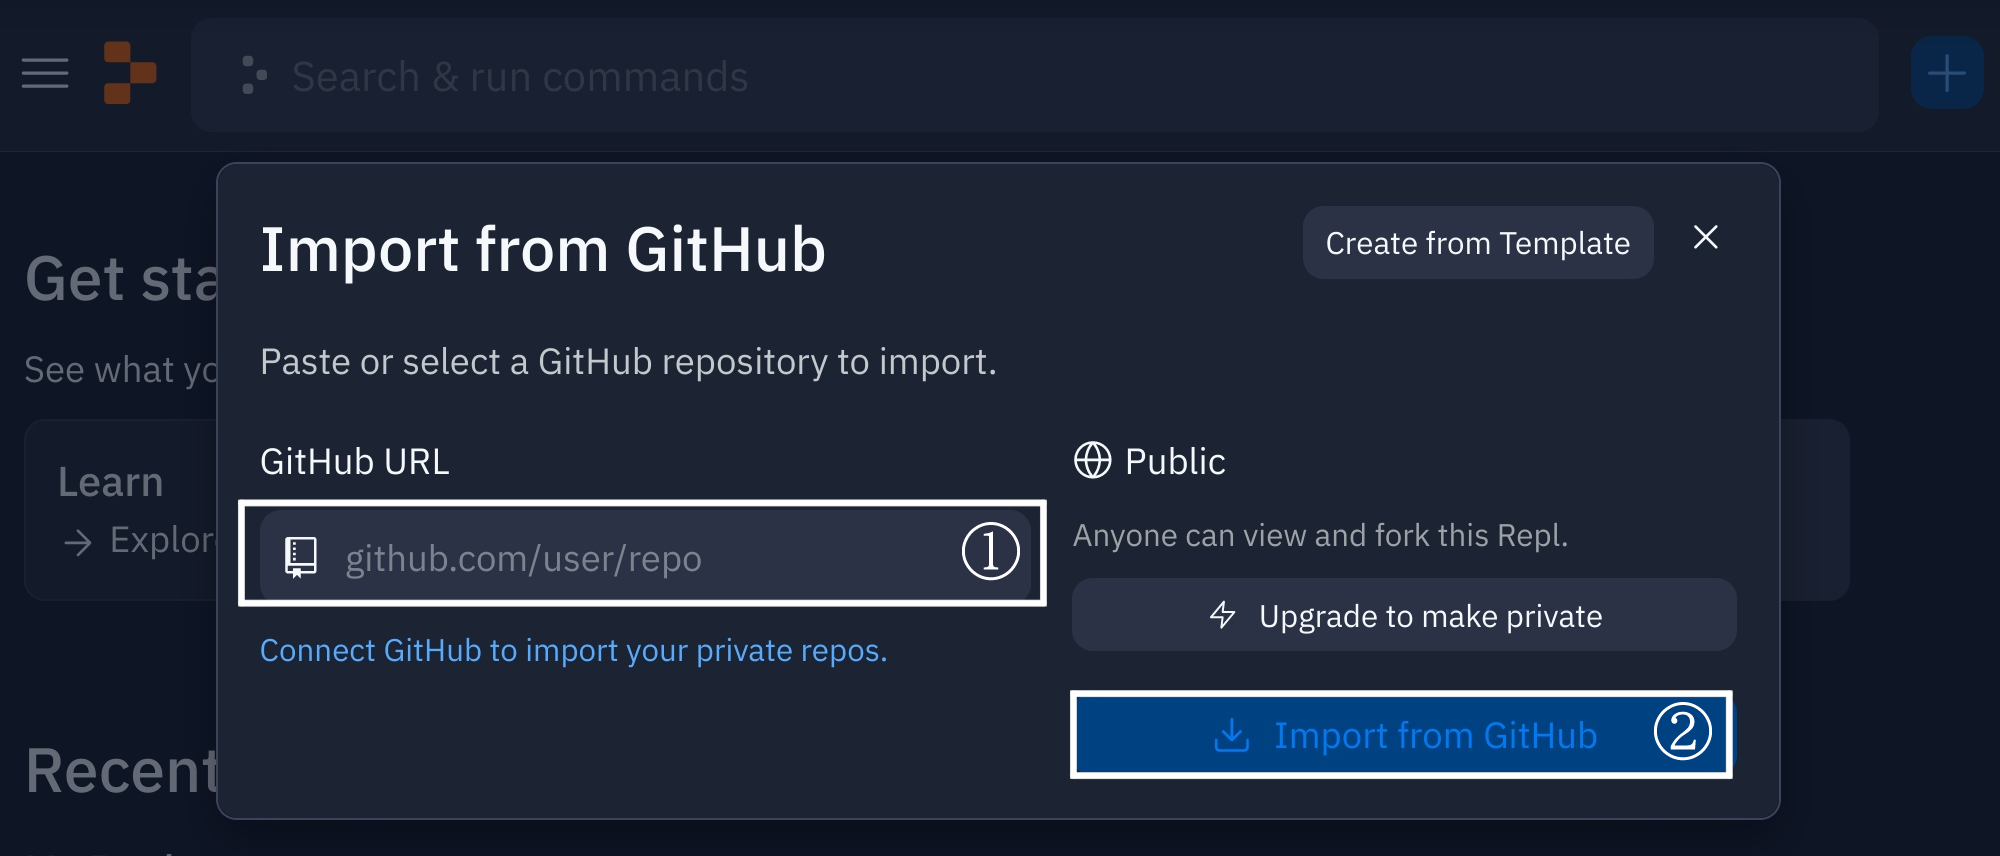 Search & run commands
Import from GitHub
Create from Template
Get sta
Paste or select a GitHub repository to import.
See what yo
GitHub URL
Public
Learn
github.com/user/repo ①
Anyone can view and fork this Repl.
Explor
Upgrade to make private
Connect GitHub to import your private repos.
Import from GitHub ②
Recent